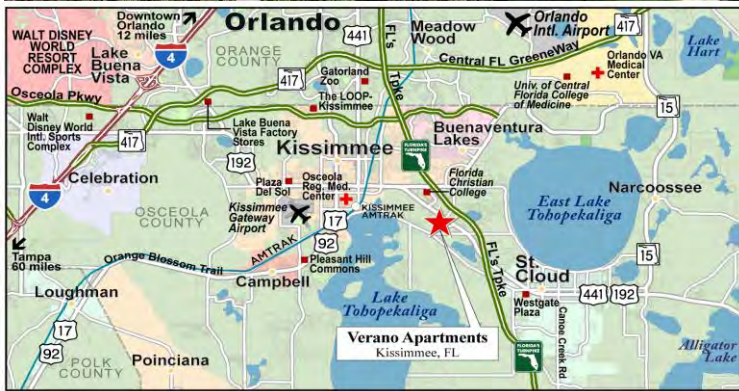 Downtown
Orlando
12 miles
Orlando
441
FL's Tpke
Meadow
Wood
Orlando
Intl. Airport
417
WALT DISNEY
WORLD
RESORT
COMPLEX
Lake
Buena
Vista
4
ORANGE
COUNTY
417
Gatorland
Zoo
Central FL GreeneWay
Orlando VA
Medical
Center
Lake
Hart
Osceola Pkwy
The LOOP-
Kissimmee
Univ. of Central
Florida College
of Medicine
15
Walt
Disney World
Intl. Sports
Complex
417
Lake Buena
Vista Factory
Stores
192
Kissimmee
Buenaventura
Lakes
FLORIDA'S
TURNPIKE
4
Celebration
Plaza
Del Sol
Osceola
Reg. Med.
Center
Florida
Christian
College
East Lake
Tohopekaliga
Narcoossee
OSCEOLA
COUNTY
Kissimmee
Gateway
Airport
17
92
KISSIMMEE
AMTRAK
Tampa
60 miles
Orange Blossom Trail
AMTRAK
Pleasant Hill
Commons
FL's Tpke
St.
Cloud
15
Loughman
Campbell
Lake
Tohopekaliga
Westgate
Plaza
441
192
17
92
Verano Apartments
Kissimmee, FL
FLORIDA'S
TURNPIKE
Canoe Creek Rd
Alligator
Lake
POLK
COUNTY
Poinciana